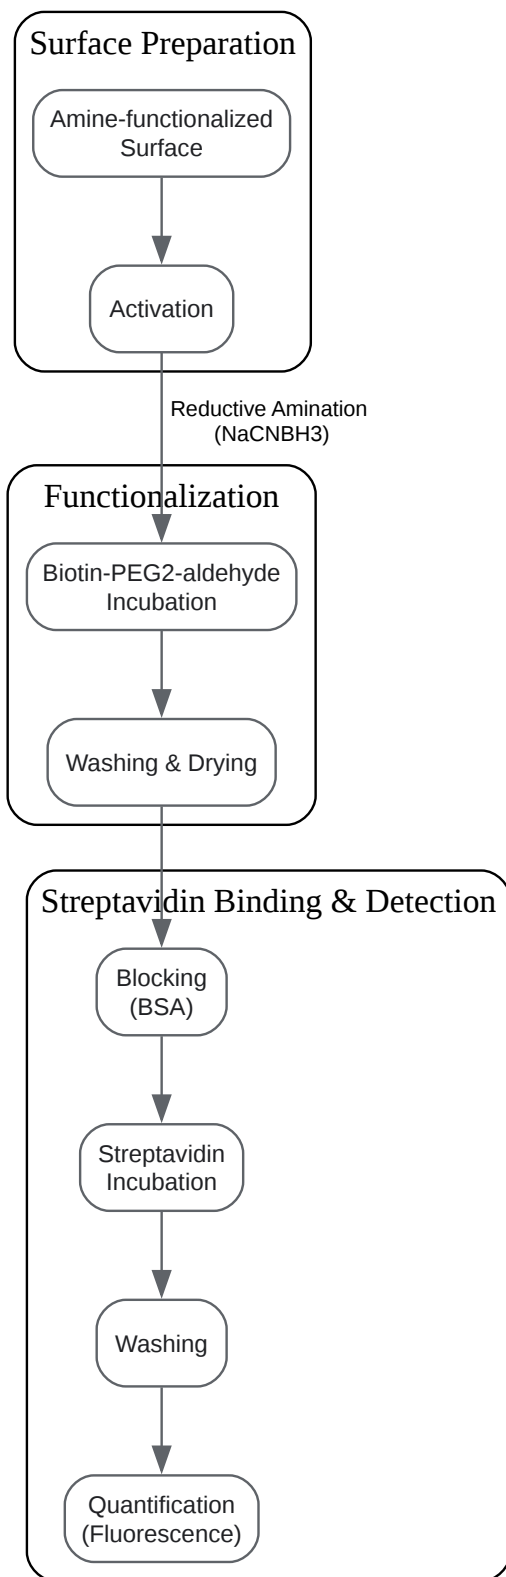 Surface Preparation
Amine-functionalized
Surface
Activation
Reductive Amination
(NaCNBH3)
Functionalization
Biotin-PEG2-aldehyde
Incubation
Washing & Drying
Streptavidin Binding & Detection
Blocking
(BSA)
Streptavidin
Incubation
Washing
Quantification
(Fluorescence)